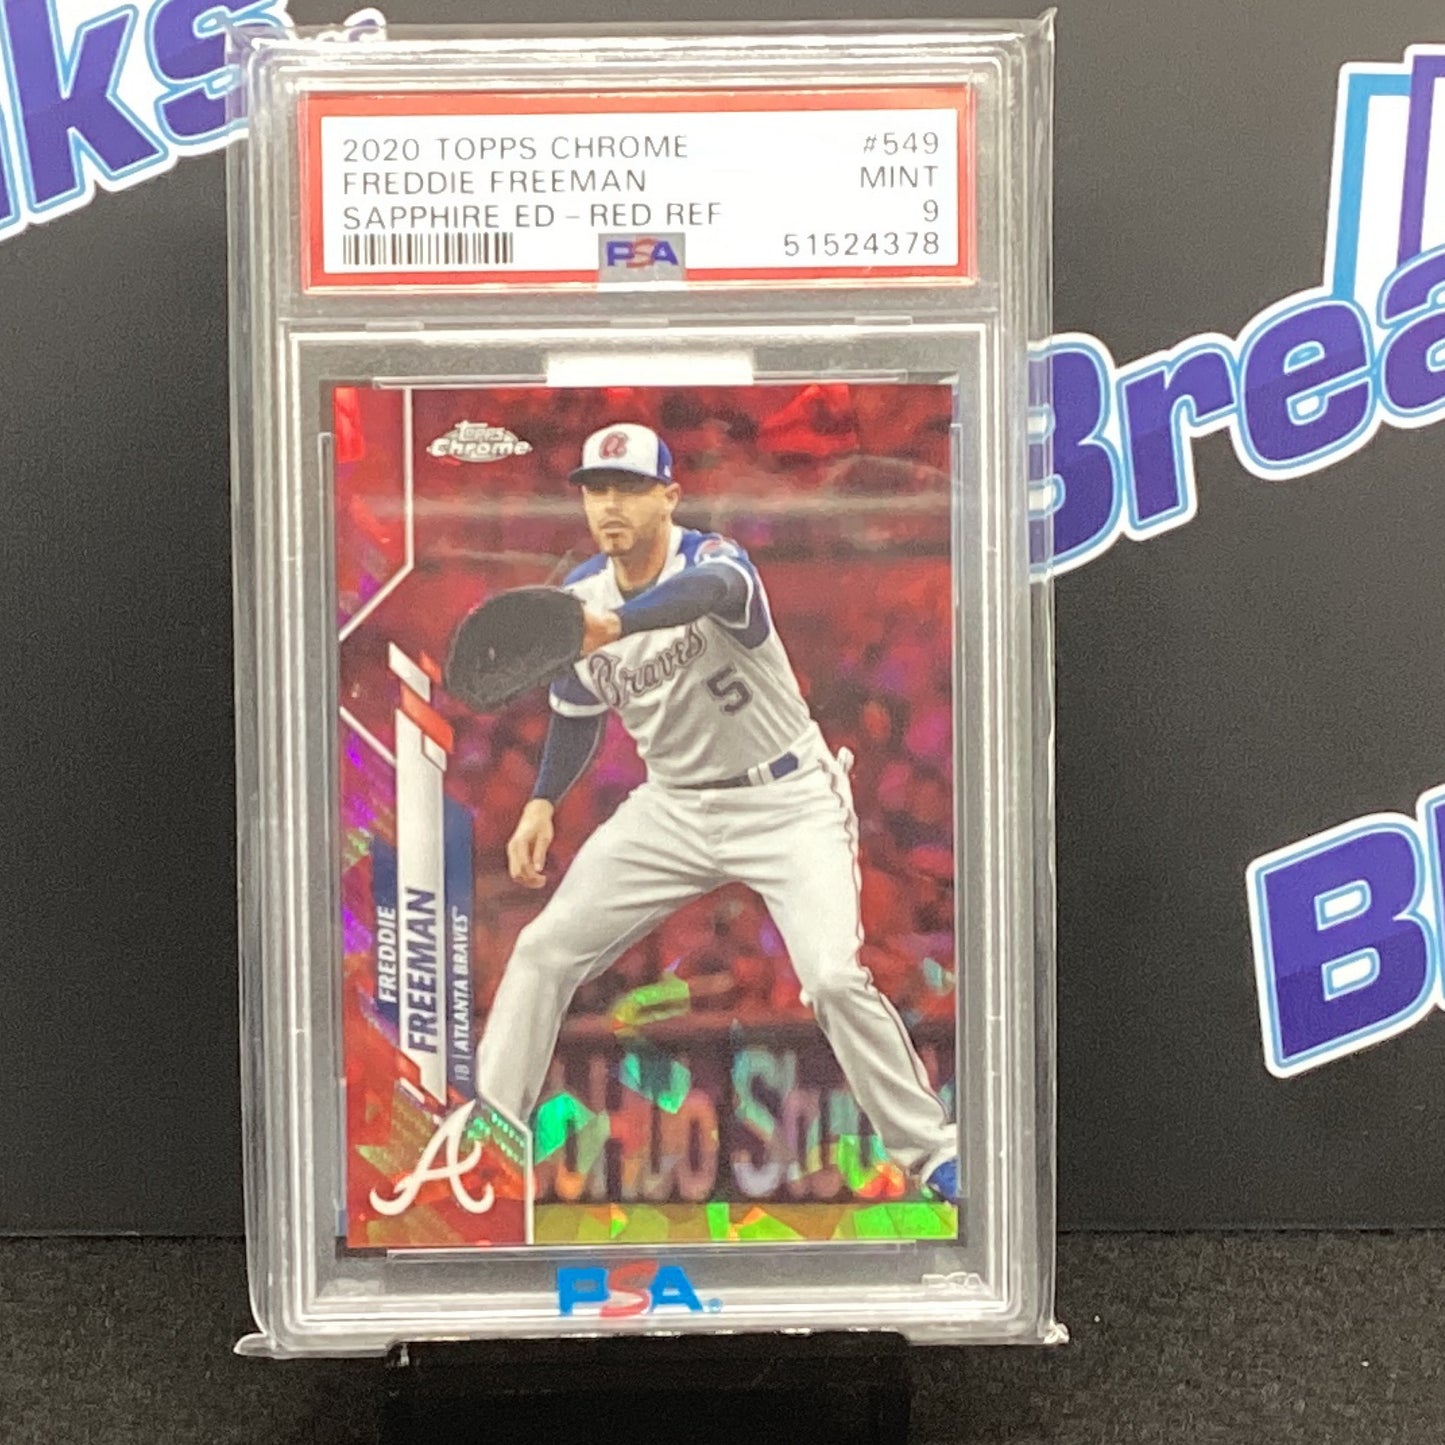 2020 TOPPS CHROME #549
FREDDIE FREEMAN MINT
SAPPHIRE ED - RED REF 9
PSA 51524378
TOPPS
Chrome
a
Braves
5
FREDDIE
FREEMAN
1B | ATLANTA BRAVES™
A
PSA®